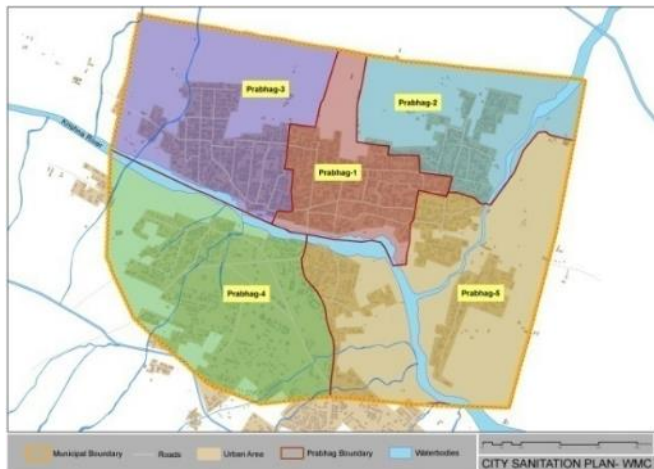 Prabhag-3
Prabhag-2
Krishna River
Prabhag-1
Prabhag-4
Prabhag-5
Municipal Boundary
Roads
Urban Area
Prabhag Boundary
Waterbodies
CITY SANITATION PLAN- WMC